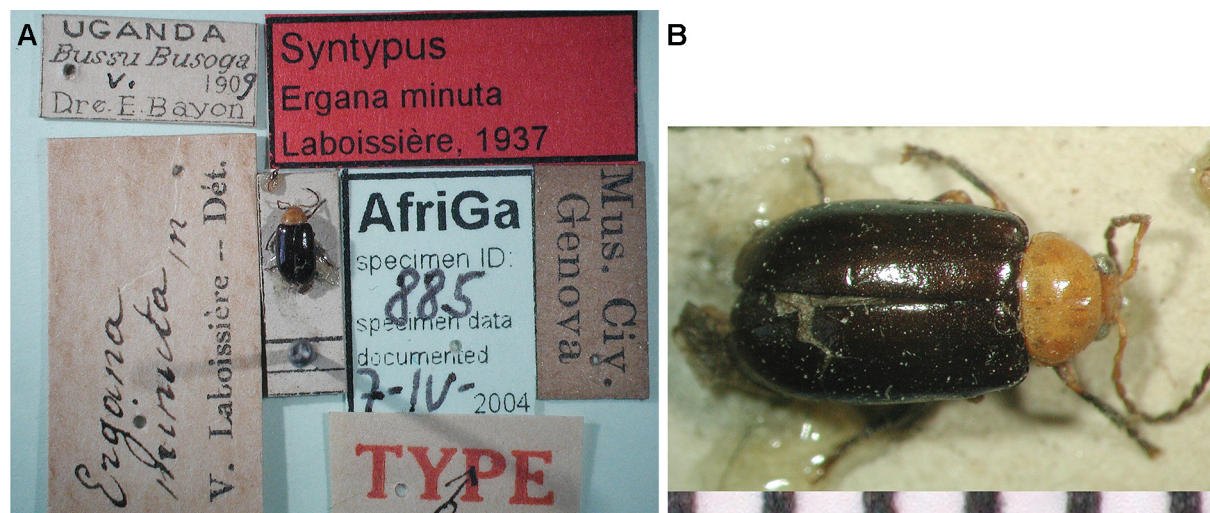 A
UGANDA
Bussu Busoga
v. 1909
Dre. E. Bayon
Syntypus
Ergana minuta
Laboissière, 1937
Ergana
minuta m
V. Laboissière -- Dét.
AfriGa
specimen ID:
885
specimen data
documented
7-IV- 2004
Mus. Civ.
Genova
TYPE
B